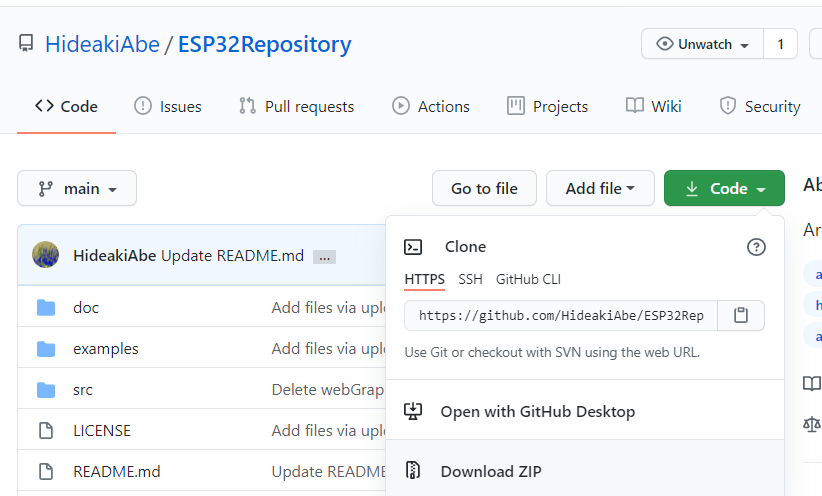 HideakiAbe / ESP32Repository
Unwatch
1
Code
Issues
Pull requests
Actions
Projects
Wiki
Security
main
Go to file
Add file
Code
Ab
HideakiAbe Update README.md ...
Clone
Ar
HTTPS
SSH
GitHub CLI
a
doc
Add files via uplo
https://github.com/HideakiAbe/ESP32Rep
h
examples
Add files via uplo
Use Git or checkout with SVN using the web URL.
a
src
Delete webGrap
Open with GitHub Desktop
LICENSE
Add files via uplo
README.md
Update README
Download ZIP